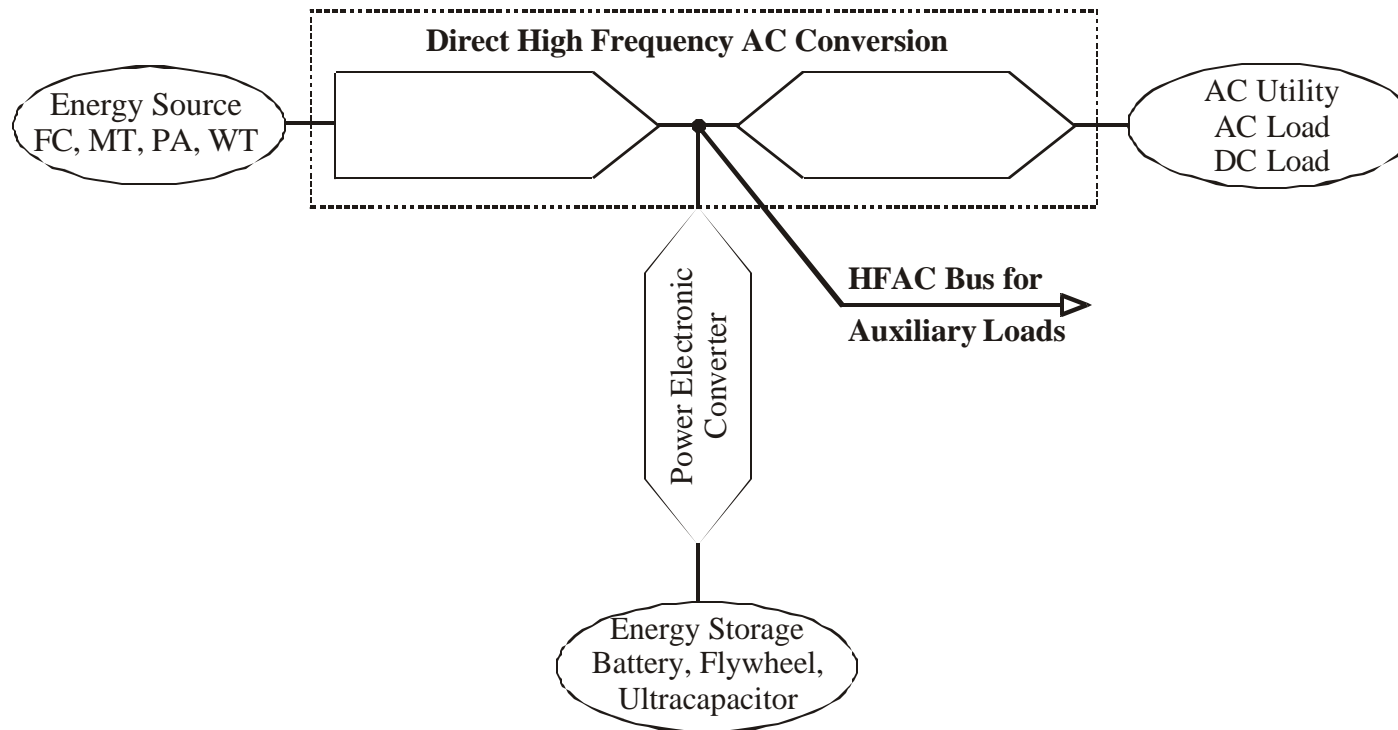 Direct High Frequency AC Conversion
Energy Source
FC, MT, PA, WT
AC Utility
AC Load
DC Load
HFAC Bus for
Auxiliary Loads
Power Electronic
Converter
Energy Storage
Battery, Flywheel,
Ultracapacitor